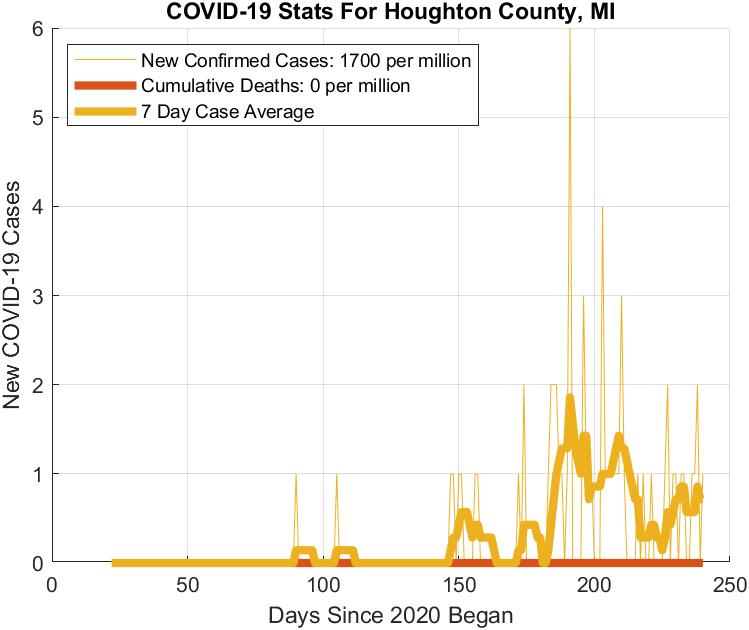 COVID-19 Stats For Houghton County, MI
New Confirmed Cases: 1700 per million
Cumulative Deaths: 0 per million
7 Day Case Average
New COVID-19 Cases
6
5
4
3
2
1
0
0 50 100 150 200 250
Days Since 2020 Began